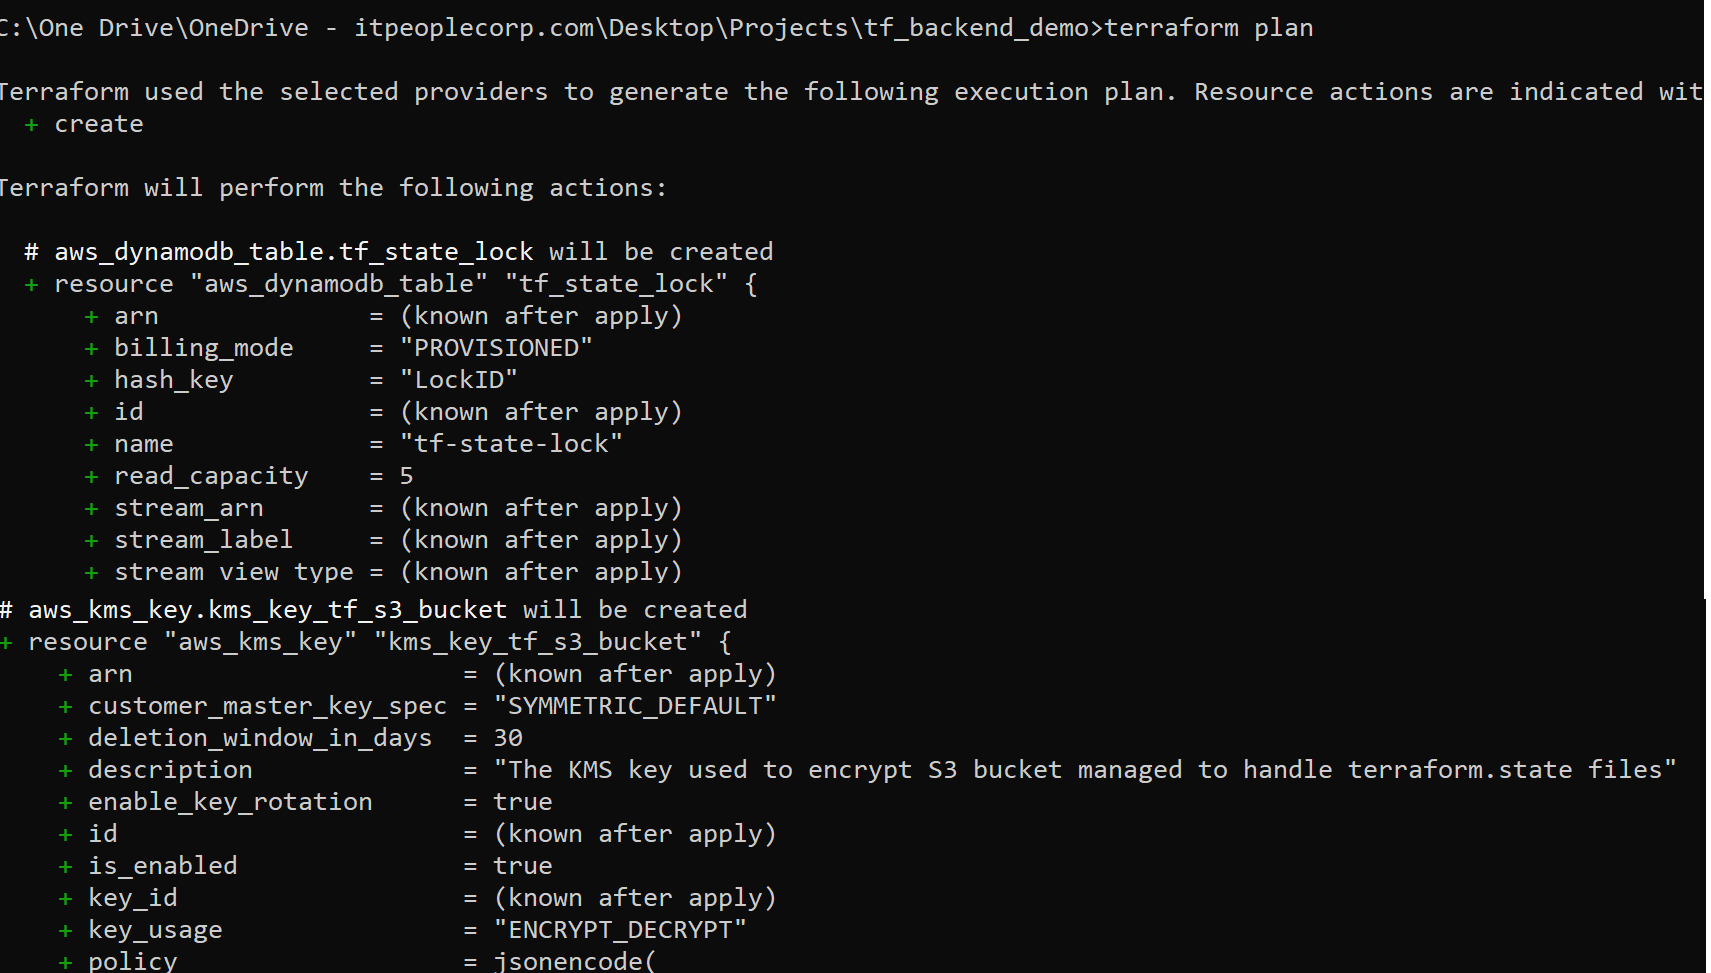 C:\One Drive\OneDrive - itpeoplecorp.com\Desktop\Projects\tf_backend_demo>terraform plan
Terraform used the selected providers to generate the following execution plan. Resource actions are indicated wit
+ create
Terraform will perform the following actions:
# aws_dynamodb_table.tf_state_lock will be created
+ resource "aws_dynamodb_table" "tf_state_lock" {
+ arn = (known after apply)
+ billing_mode = "PROVISIONED"
+ hash_key = "LockID"
+ id = (known after apply)
+ name = "tf-state-lock"
+ read_capacity = 5
+ stream_arn = (known after apply)
+ stream_label = (known after apply)
+ stream view type = (known after apply)
# aws_kms_key.kms_key_tf_s3_bucket will be created
+ resource "aws_kms_key" "kms_key_tf_s3_bucket" {
+ arn = (known after apply)
+ customer_master_key_spec = "SYMMETRIC_DEFAULT"
+ deletion_window_in_days = 30
+ description = "The KMS key used to encrypt S3 bucket managed to handle terraform.state files"
+ enable_key_rotation = true
+ id = (known after apply)
+ is_enabled = true
+ key_id = (known after apply)
+ key_usage = "ENCRYPT_DECRYPT"
+ policy = jsonencode(